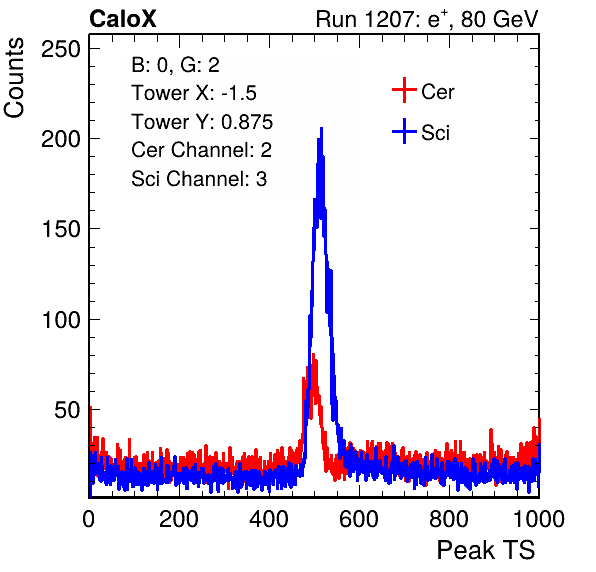 CaloX Run 1207: e⁺, 80 GeV
Counts
B: 0, G: 2
Tower X: -1.5
Tower Y: 0.875
Cer Channel: 2
Sci Channel: 3
Cer
Sci
250
200
150
100
50
0 200 400 600 800 1000
Peak TS